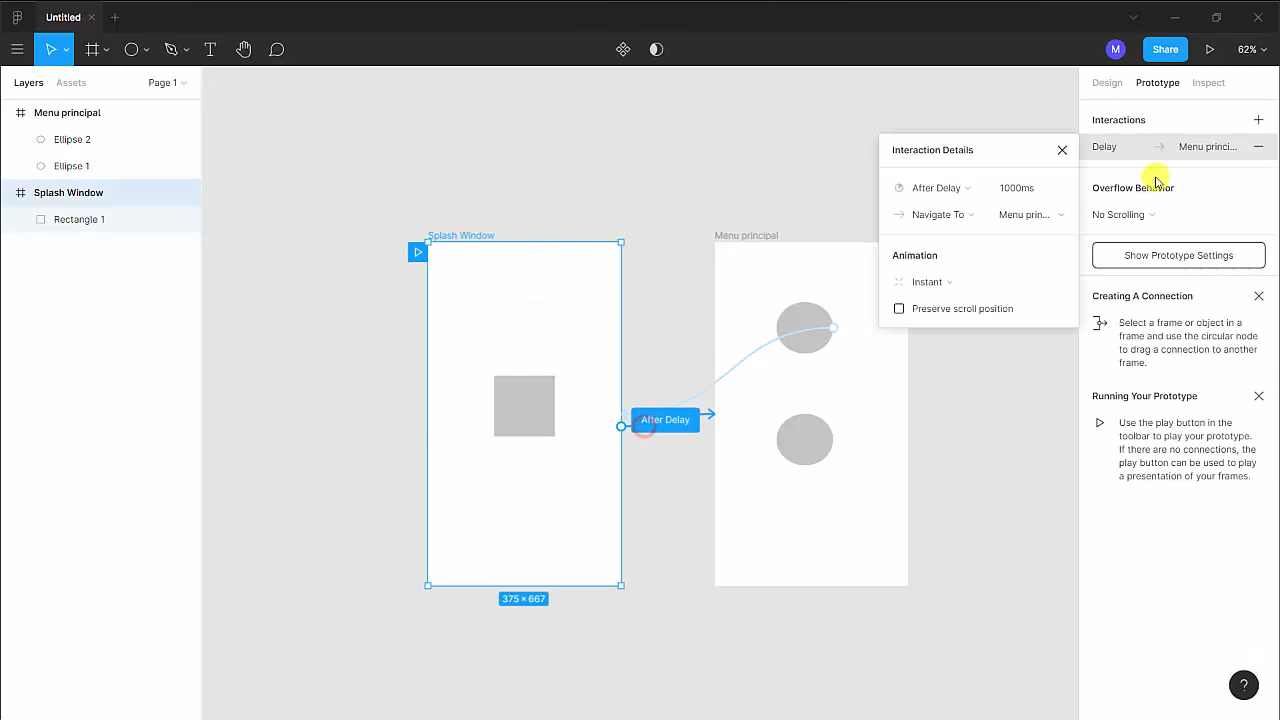 Untitled
M
Share
62%
Layers
Assets
Page 1
Menu principal
Ellipse 2
Ellipse 1
Splash Window
Rectangle 1
Splash Window
After Delay
375 × 667
Menu principal
Interaction Details
After Delay
1000ms
Navigate To
Menu prin...
Animation
Instant
Preserve scroll position
Design
Prototype
Inspect
Interactions
Delay
Menu princi...
Overflow Behavior
No Scrolling
Show Prototype Settings
Creating A Connection
Select a frame or object in a
frame and use the circular node
to drag a connection to another
frame.
Running Your Prototype
Use the play button in the
toolbar to play your prototype.
If there are no connections, the
play button can be used to play
a presentation of your frames.
?